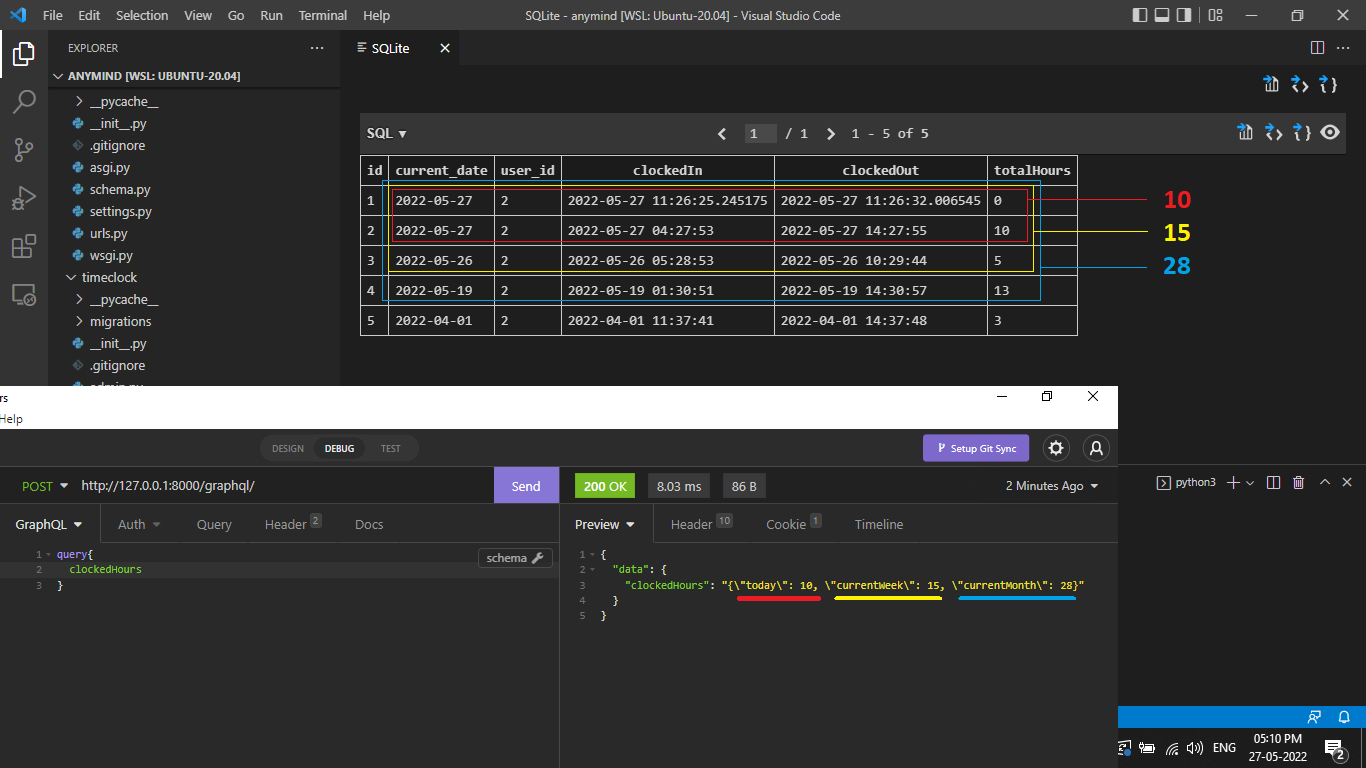 File Edit Selection View Go Run Terminal Help SQLite - anymind [WSL: Ubuntu-20.04] - Visual Studio Code
EXPLORER
ANYMIND [WSL: UBUNTU-20.04]
__pycache__
__init__.py
.gitignore
asgi.py
schema.py
settings.py
urls.py
wsgi.py
timeclock
__pycache__
migrations
__init__.py
.gitignore
admin.py
SQLite
SQL 1 / 1 1 - 5 of 5
id current_date user_id clockedIn clockedOut totalHours
1 2022-05-27 2 2022-05-27 11:26:25.245175 2022-05-27 11:26:32.006545 0
2 2022-05-27 2 2022-05-27 04:27:53 2022-05-27 14:27:55 10
3 2022-05-26 2 2022-05-26 05:28:53 2022-05-26 10:29:44 5
4 2022-05-19 2 2022-05-19 01:30:51 2022-05-19 14:30:57 13
5 2022-04-01 2 2022-04-01 11:37:41 2022-04-01 14:37:48 3
10
15
28
rs
Help
DESIGN DEBUG TEST Setup Git Sync
POST http://127.0.0.1:8000/graphql/ Send 200 OK 8.03 ms 86 B 2 Minutes Ago
GraphQL Auth Query Header 2 Docs
schema
1 query{
2 clockedHours
3 }
Preview Header 10 Cookie 1 Timeline
1 {
2 "data": {
3 "clockedHours": "{\"today\": 10, \"currentWeek\": 15, \"currentMonth\": 28}"
4 }
5 }
python3
ENG 05:10 PM
27-05-2022 2